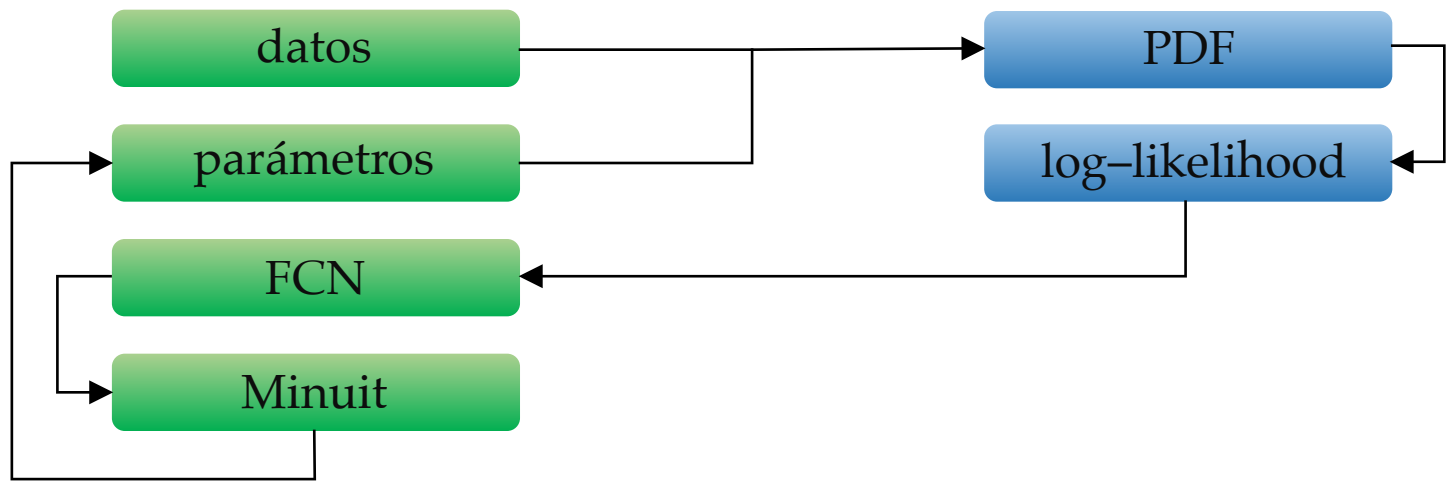 datos
PDF
parámetros
log–likelihood
FCN
Minuit